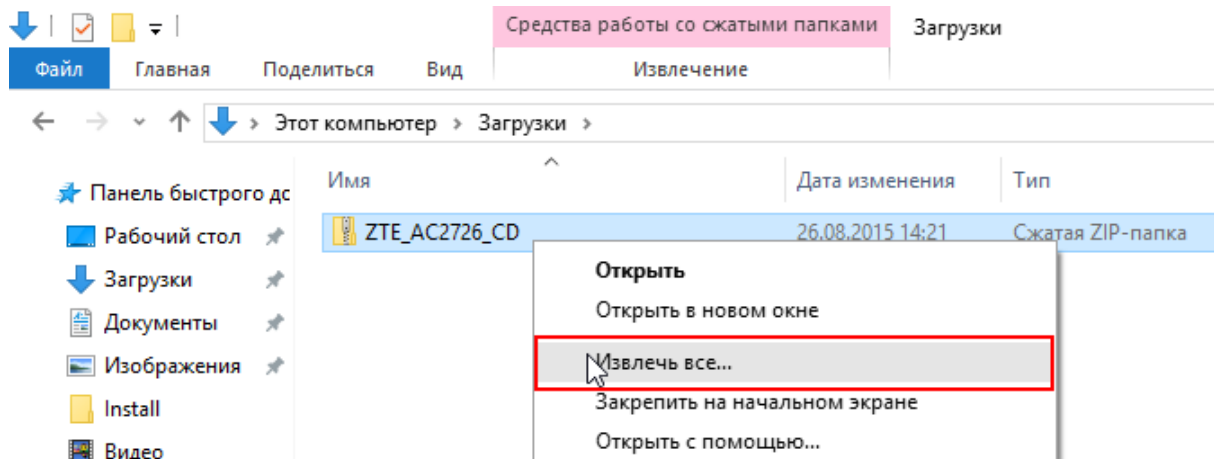 Средства работы со сжатыми папками Загрузки
Файл Главная Поделиться Вид Извлечение
Этот компьютер › Загрузки ›
Имя Дата изменения Тип
Панель быстрого дс
ZTE_AC2726_CD 26.08.2015 14:21 Сжатая ZIP-папка
Рабочий стол
Открыть
Загрузки
Открыть в новом окне
Документы
Извлечь все...
Изображения
Закрепить на начальном экране
Install
Открыть с помощью...
Видео